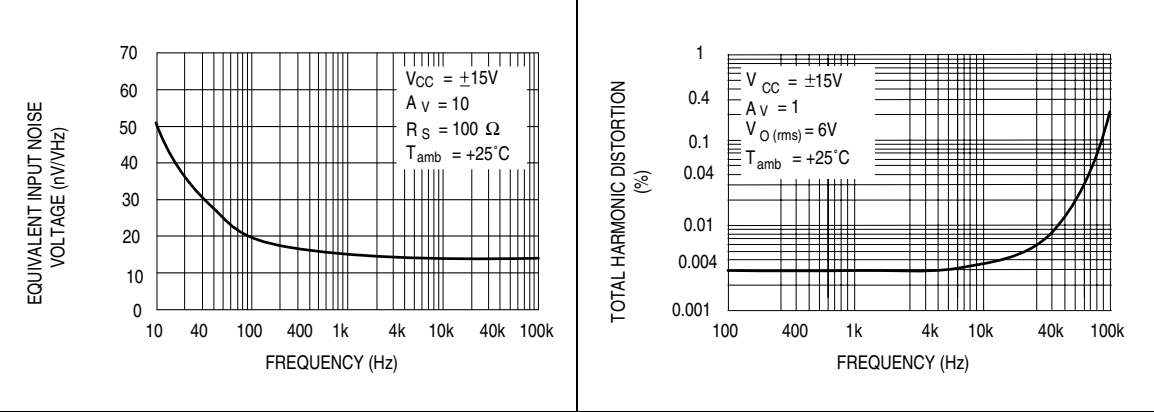 EQUIVALENT INPUT NOISE
VOLTAGE (nV/VHz)
70
60
50
40
30
20
10
0
VCC = ±15V
A V = 10
R S = 100 Ω
Tamb = +25°C
10 40 100 400 1k 4k 10k 40k 100k
FREQUENCY (Hz)
TOTAL HARMONIC DISTORTION
(%)
1
0.4
0.1
0.04
0.01
0.004
0.001
V CC = ±15V
A V = 1
V O (rms) = 6V
Tamb = +25°C
100 400 1k 4k 10k 40k 100k
FREQUENCY (Hz)